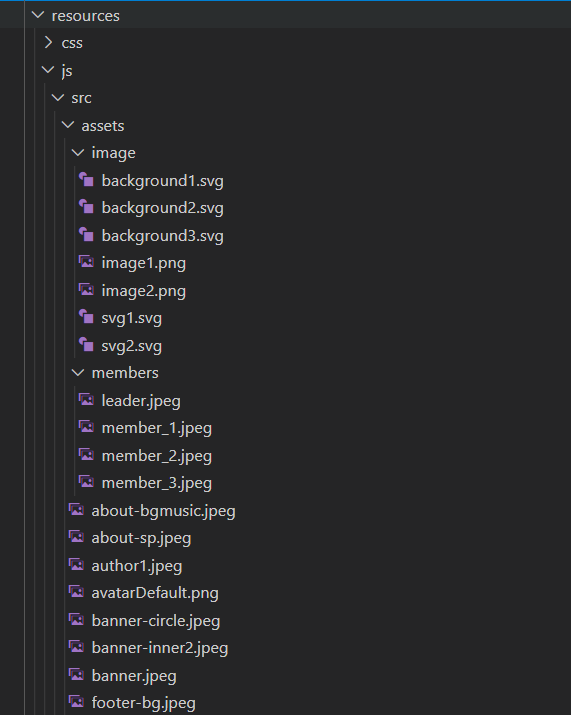 resources
css
js
src
assets
image
background1.svg
background2.svg
background3.svg
image1.png
image2.png
svg1.svg
svg2.svg
members
leader.jpeg
member_1.jpeg
member_2.jpeg
member_3.jpeg
about-bgmusic.jpeg
about-sp.jpeg
author1.jpeg
avatarDefault.png
banner-circle.jpeg
banner-inner2.jpeg
banner.jpeg
footer-bg.jpeg